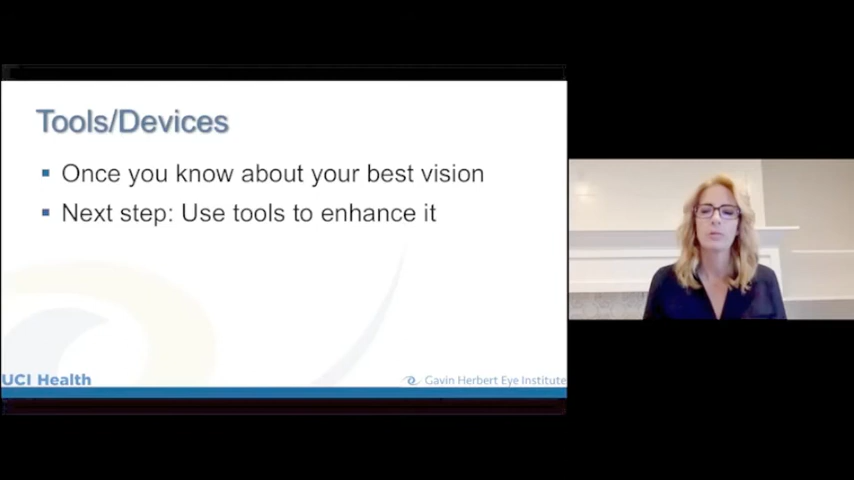 Tools/Devices
Once you know about your best vision
Next step: Use tools to enhance it
UCI Health
Gavin Herbert Eye Institute